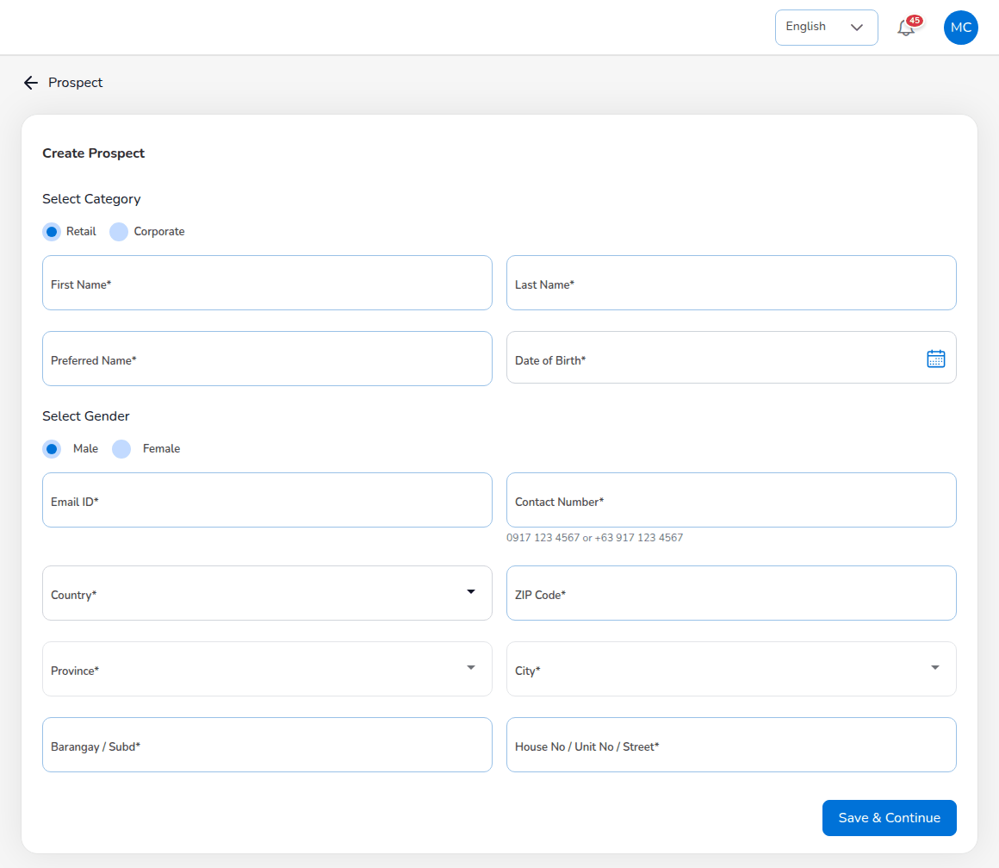 English
45
MC
Prospect
Create Prospect
Select Category
Retail Corporate
First Name* Last Name*
Preferred Name* Date of Birth*
Select Gender
Male Female
Email ID* Contact Number*
0917 123 4567 or +63 917 123 4567
Country* ZIP Code*
Province* City*
Barangay / Subd* House No / Unit No / Street*
Save & Continue